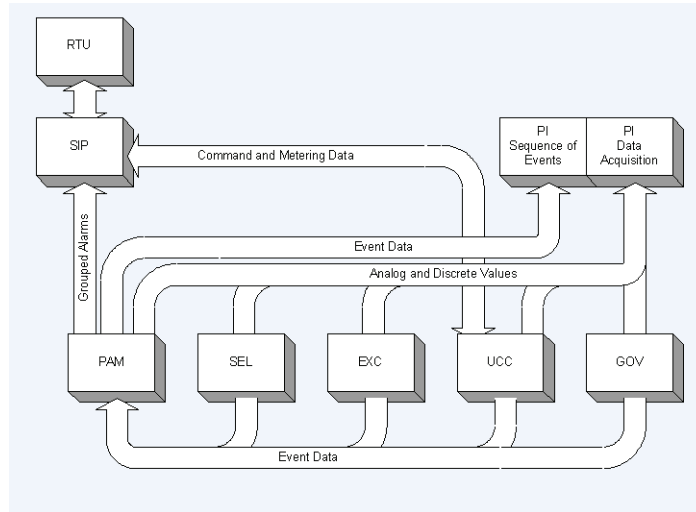 RTU
SIP
PI
Sequence of
Events
PI
Data
Acquisition
Command and Metering Data
Grouped Alarms
Event Data
Analog and Discrete Values
PAM
SEL
EXC
UCC
GOV
Event Data